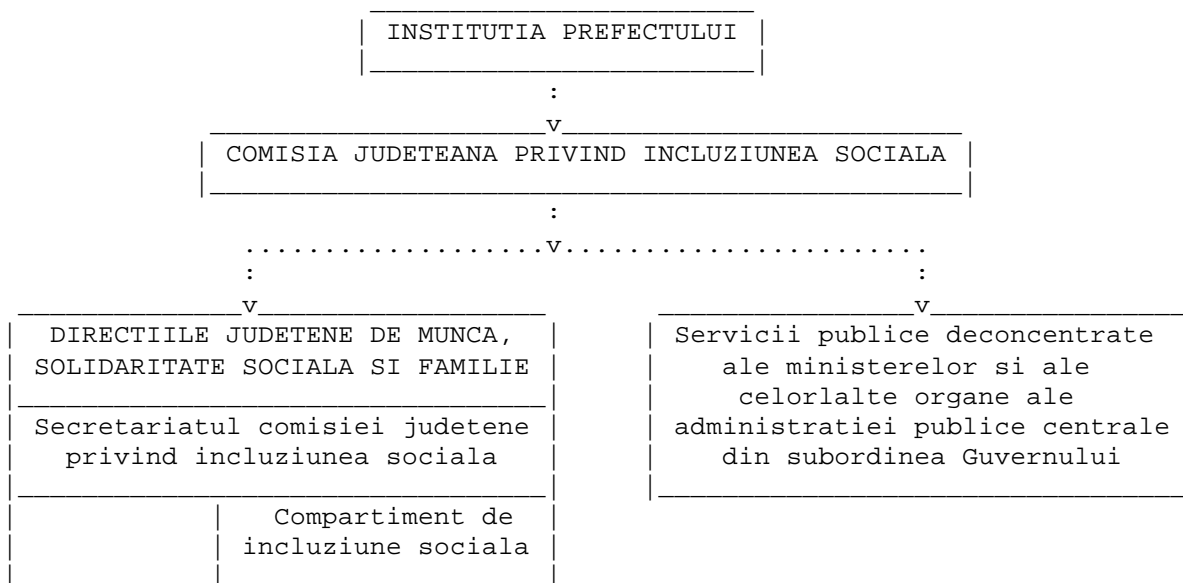 INSTITUTIA PREFECTULUI
COMISIA JUDETEANA PRIVIND INCLUZIUNEA SOCIALA
DIRECTIILE JUDETENE DE MUNCA,
SOLIDARITATE SOCIALA SI FAMILIE
Secretariatul comisiei judetene
privind incluziunea sociala
Compartiment de
incluziune sociala
Servicii publice deconcentrate
ale ministerelor si ale
celorlalte organe ale
administratiei publice centrale
din subordinea Guvernului